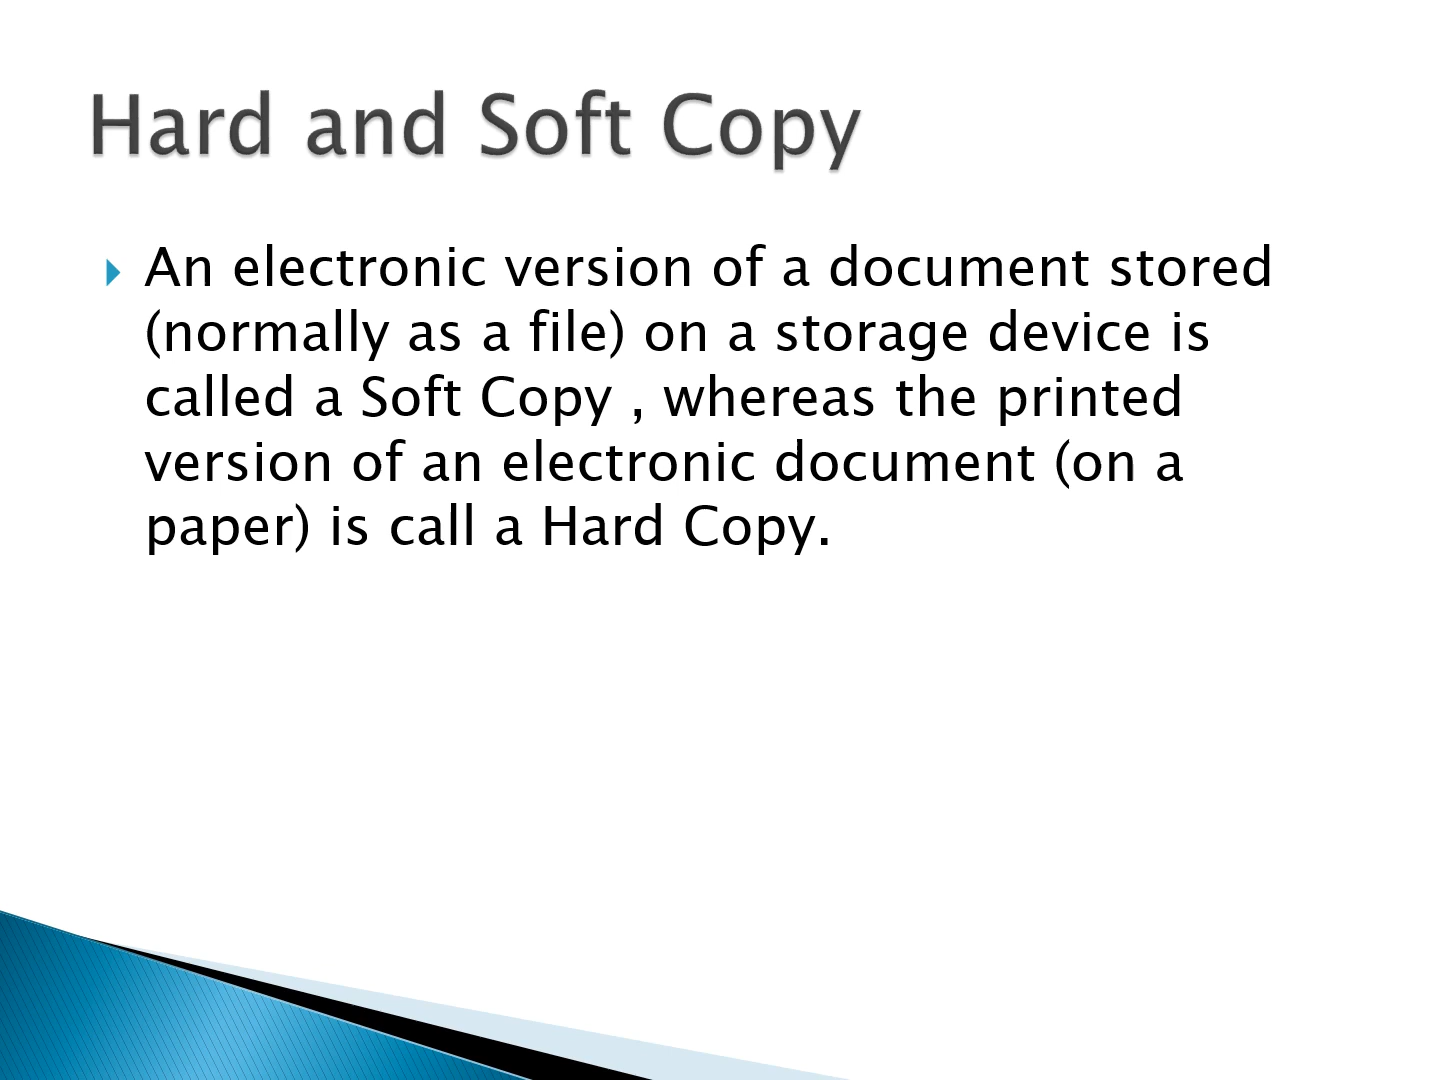 Hard and Soft Copy
An electronic version of a document stored
(normally as a file) on a storage device is
called a Soft Copy , whereas the printed
version of an electronic document (on a
paper) is call a Hard Copy.